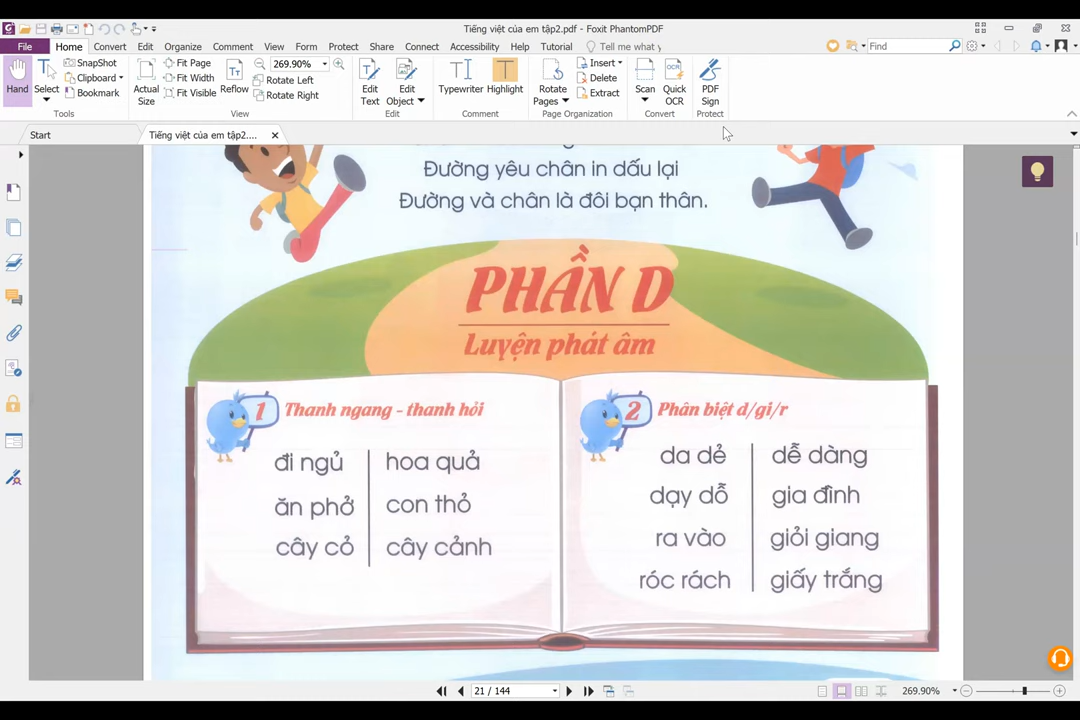 Tiếng việt của em tập2.pdf - Foxit PhantomPDF
File Home Convert Edit Organize Comment View Form Protect Share Connect Accessibility Help Tutorial Tell me what y Find
Hand Select SnapShot Clipboard Bookmark Actual Size Fit Page Fit Width Fit Visible Reflow 269.90% Rotate Left Rotate Right Edit Text Edit Object Typewriter Highlight Rotate Pages Insert Delete Extract Scan Quick OCR PDF Sign
Tools View Edit Comment Page Organization Convert Protect
Start Tiếng việt của em tập2....
Đường yêu chân in dấu lại
Đường và chân là đôi bạn thân.
PHẦN D
Luyện phát âm
1 Thanh ngang - thanh hỏi
đi ngủ hoa quả
ăn phở con thỏ
cây cỏ cây cảnh
2 Phân biệt d/gi/r
da dẻ dễ dàng
dạy dỗ gia đình
ra vào giỏi giang
róc rách giấy trắng
21 / 144 269.90%